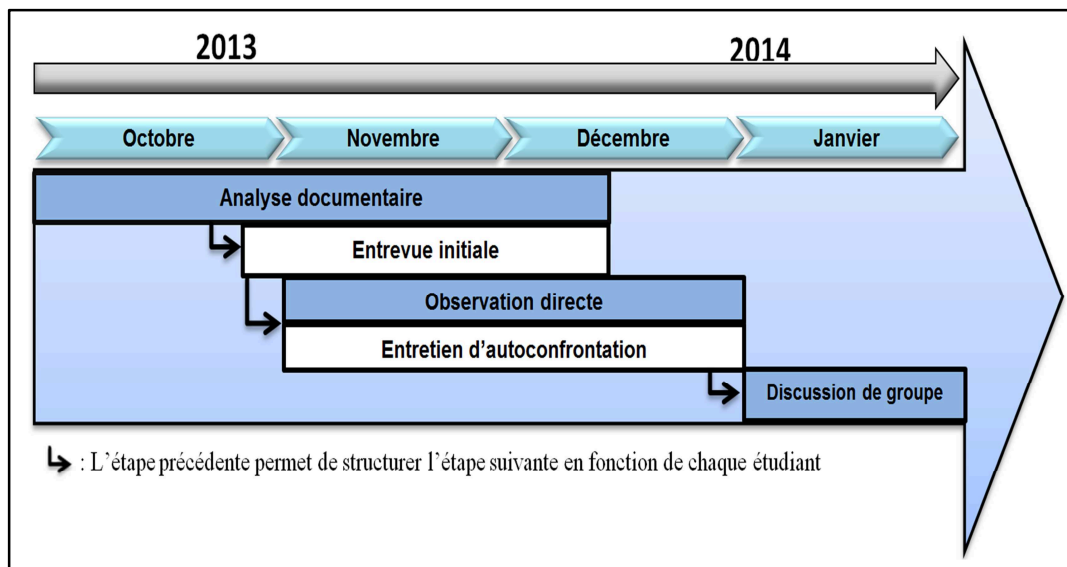 2013
2014
Octobre
Novembre
Décembre
Janvier
Analyse documentaire
Entrevue initiale
Observation directe
Entretien d'autoconfrontation
Discussion de groupe
: L'étape précédente permet de structurer l'étape suivante en fonction de chaque étudiant